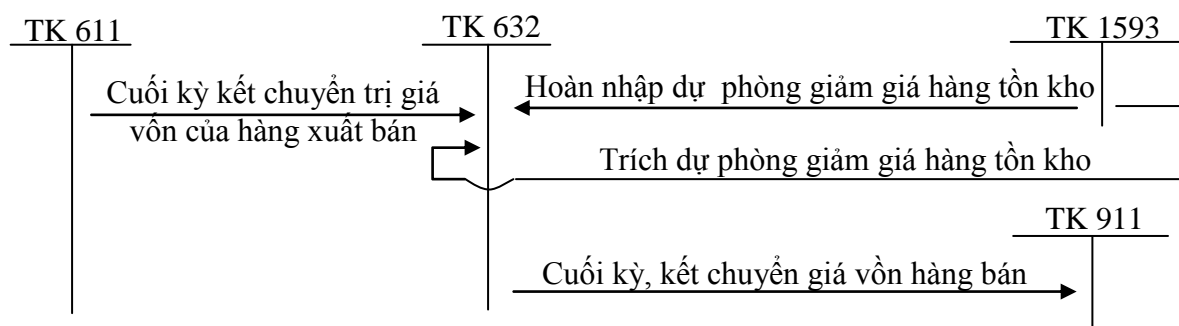 TK 611
TK 632
TK 1593
Cuối kỳ kết chuyển trị giá
vốn của hàng xuất bán
Hoàn nhập dự phòng giảm giá hàng tồn kho
Trích dự phòng giảm giá hàng tồn kho
TK 911
Cuối kỳ, kết chuyển giá vồn hàng bán